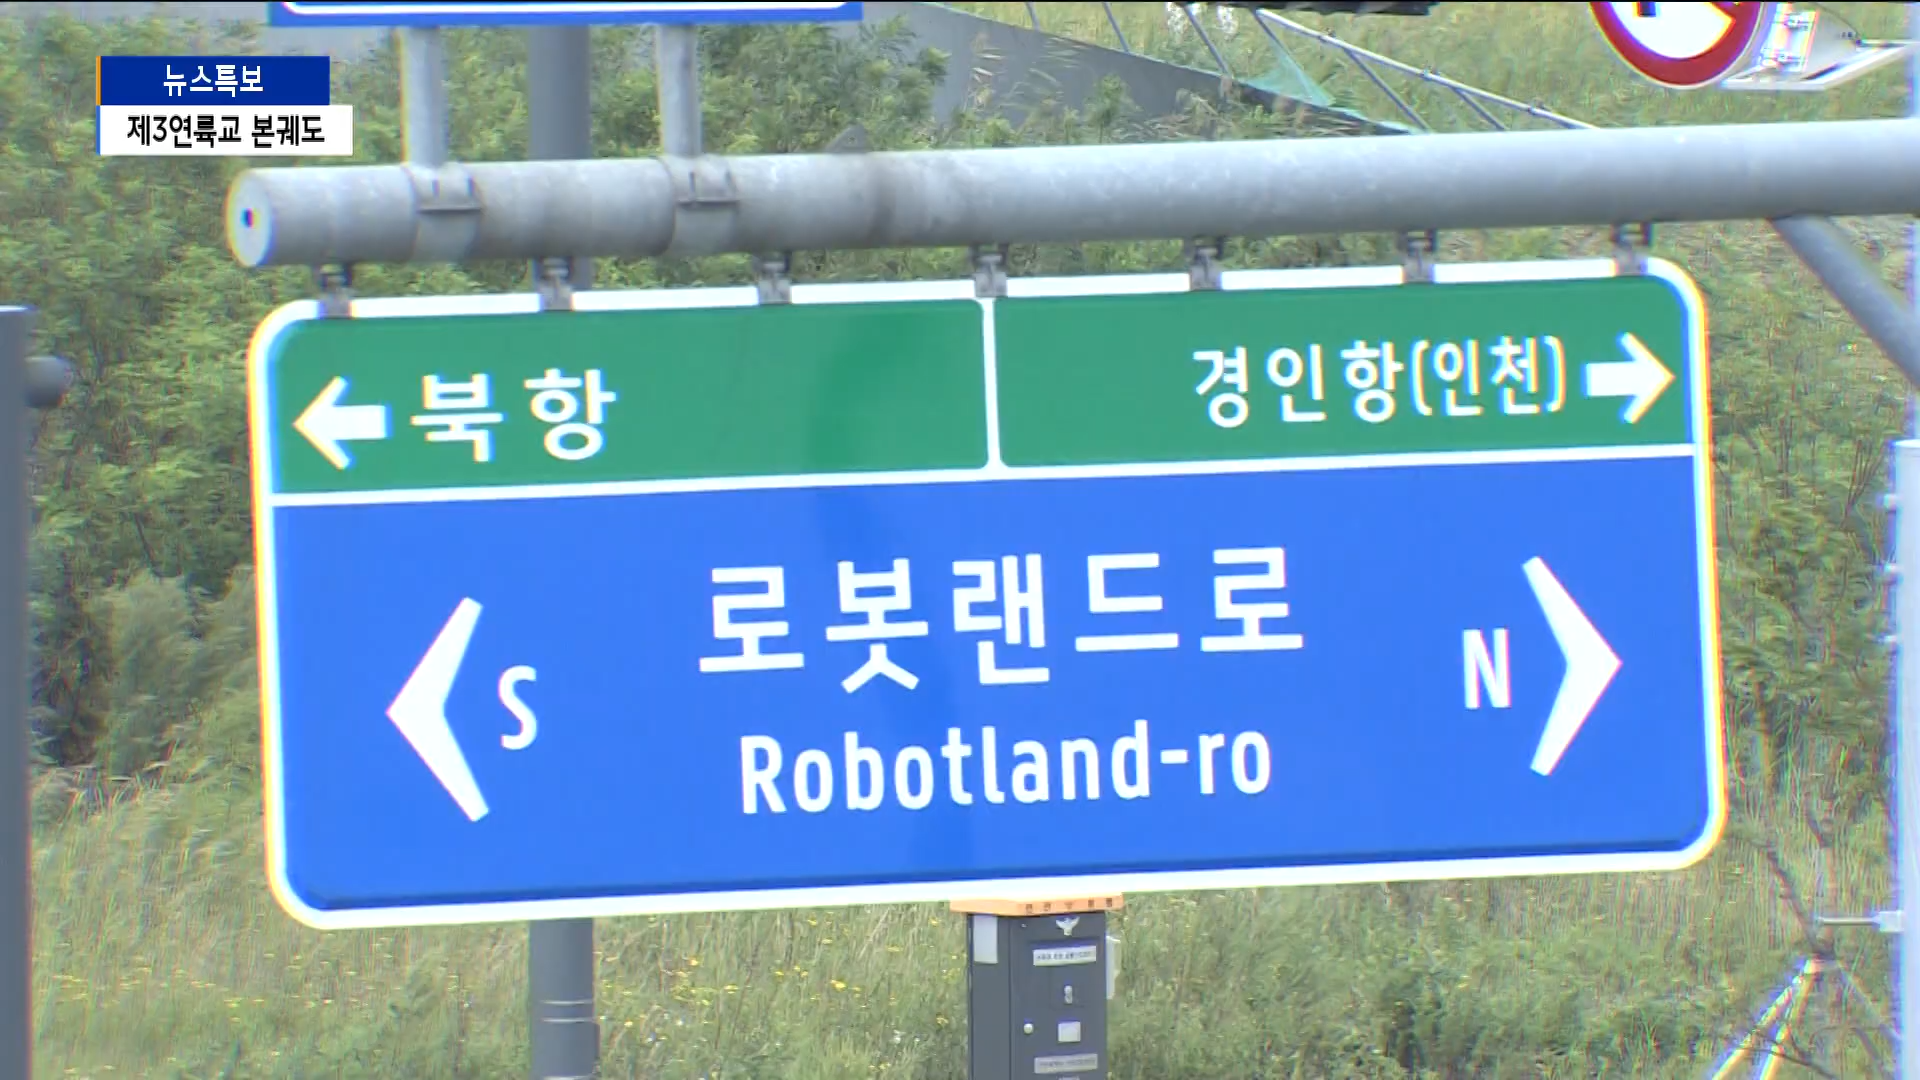 뉴스특보
제3연륙교 본궤도
북항
경인항(인천)
로봇랜드로
S
N
Robotland-ro